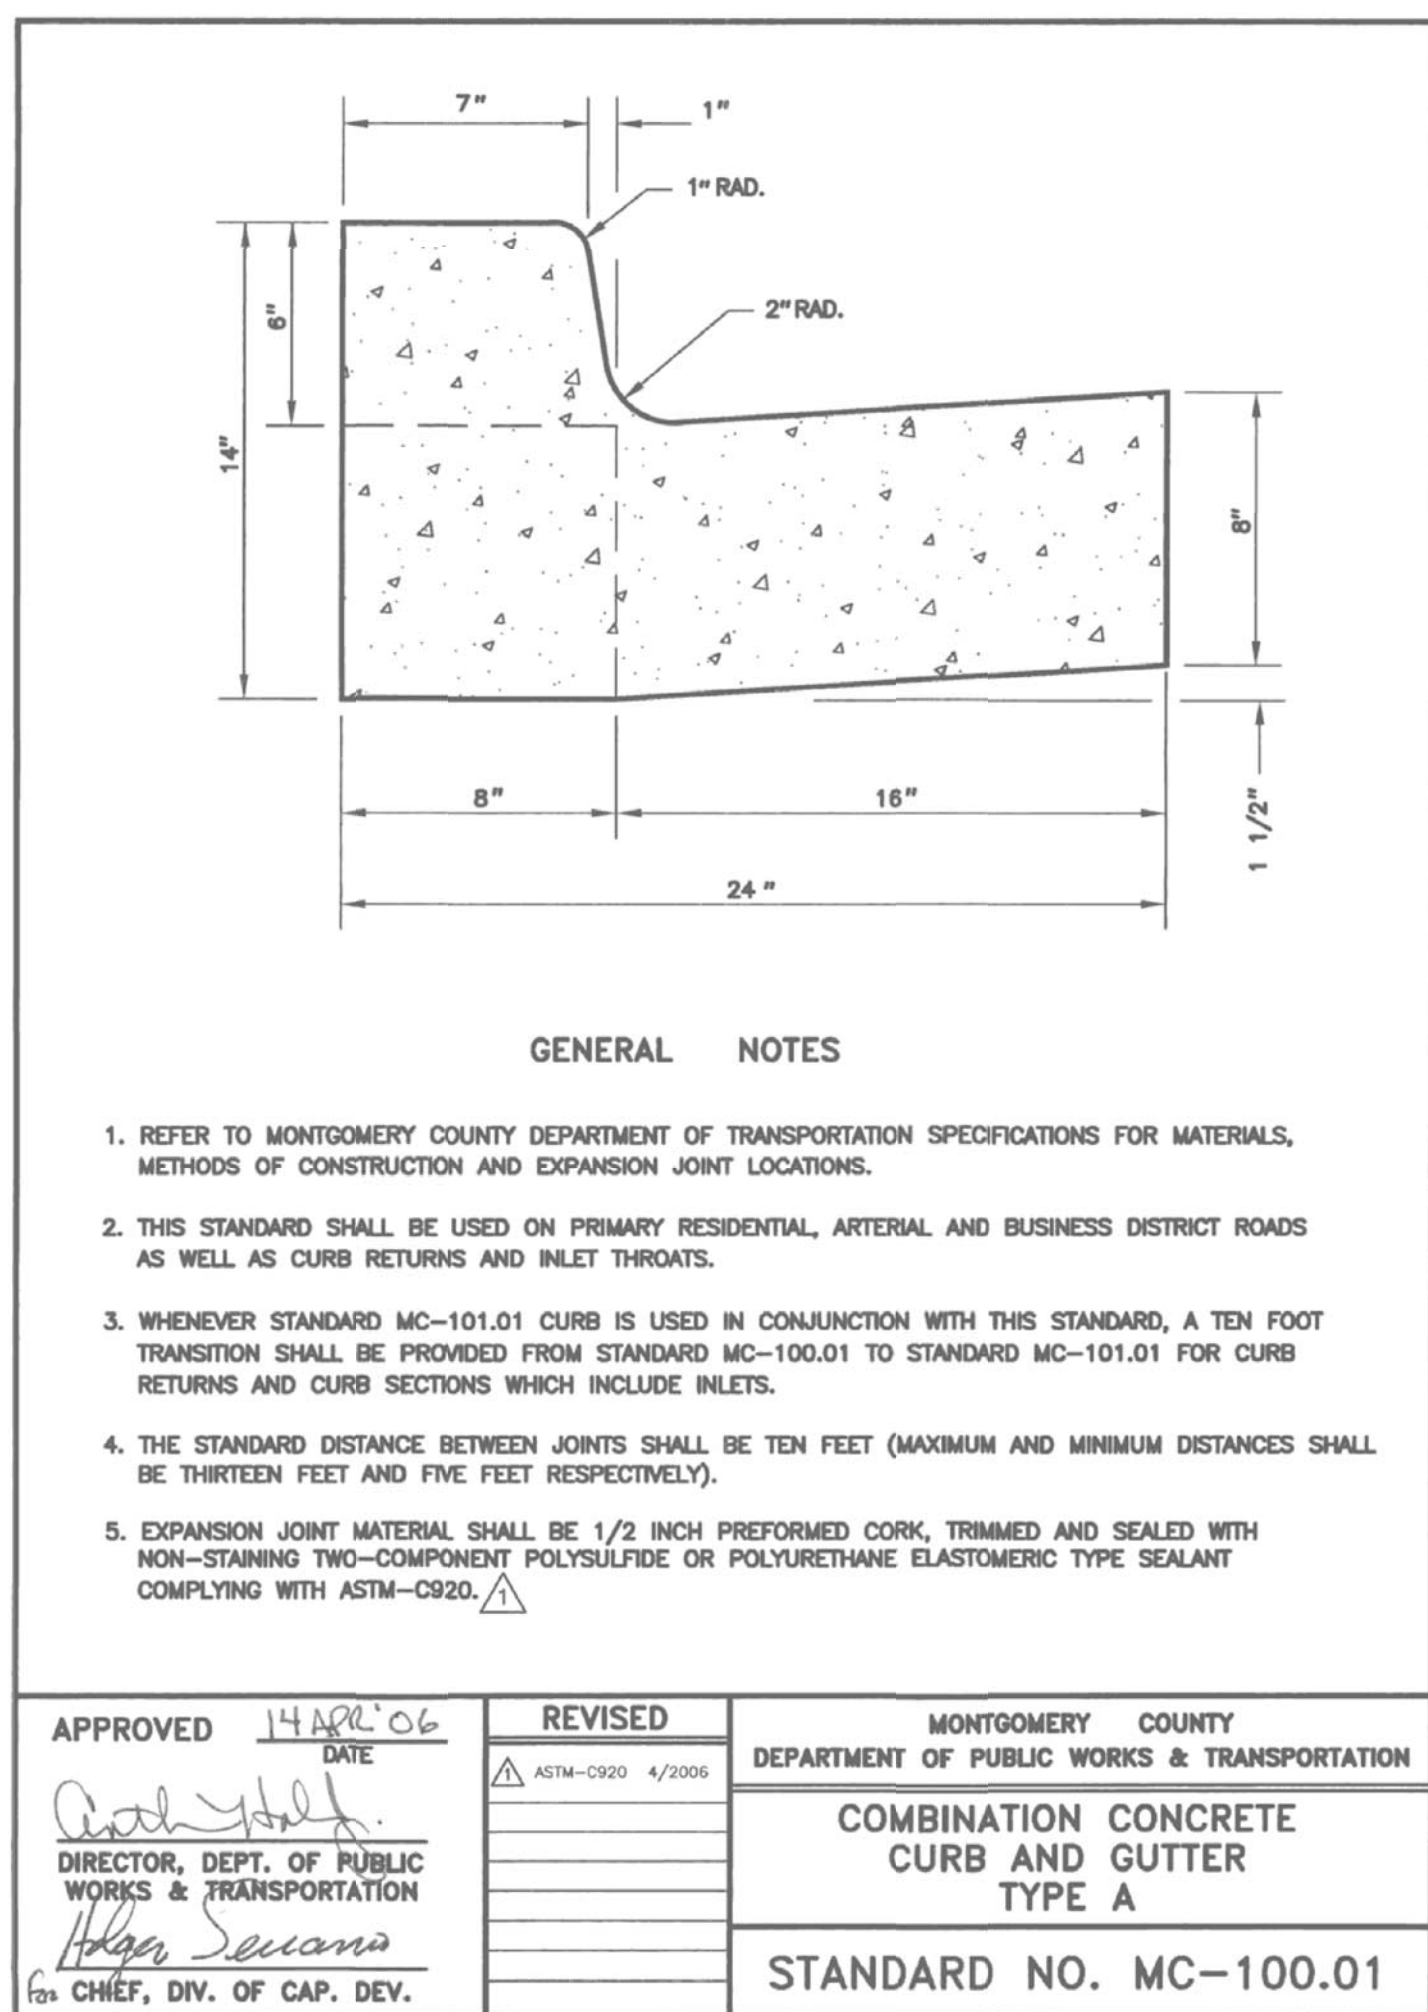 7"
1"
1" RAD.
2" RAD.
6"
14"
8"
8"
16"
1 1/2"
24 "
GENERAL NOTES
1. REFER TO MONTGOMERY COUNTY DEPARTMENT OF TRANSPORTATION SPECIFICATIONS FOR MATERIALS,
METHODS OF CONSTRUCTION AND EXPANSION JOINT LOCATIONS.
2. THIS STANDARD SHALL BE USED ON PRIMARY RESIDENTIAL, ARTERIAL AND BUSINESS DISTRICT ROADS
AS WELL AS CURB RETURNS AND INLET THROATS.
3. WHENEVER STANDARD MC-101.01 CURB IS USED IN CONJUNCTION WITH THIS STANDARD, A TEN FOOT
TRANSITION SHALL BE PROVIDED FROM STANDARD MC-100.01 TO STANDARD MC-101.01 FOR CURB
RETURNS AND CURB SECTIONS WHICH INCLUDE INLETS.
4. THE STANDARD DISTANCE BETWEEN JOINTS SHALL BE TEN FEET (MAXIMUM AND MINIMUM DISTANCES SHALL
BE THIRTEEN FEET AND FIVE FEET RESPECTIVELY).
5. EXPANSION JOINT MATERIAL SHALL BE 1/2 INCH PREFORMED CORK, TRIMMED AND SEALED WITH
NON-STAINING TWO-COMPONENT POLYSULFIDE OR POLYURETHANE ELASTOMERIC TYPE SEALANT
COMPLYING WITH ASTM-C920. 1
APPROVED 14 APR '06
DATE
DIRECTOR, DEPT. OF PUBLIC
WORKS & TRANSPORTATION
For CHIEF, DIV. OF CAP. DEV.
REVISED
1 ASTM-C920 4/2006
MONTGOMERY COUNTY
DEPARTMENT OF PUBLIC WORKS & TRANSPORTATION
COMBINATION CONCRETE
CURB AND GUTTER
TYPE A
STANDARD NO. MC-100.01